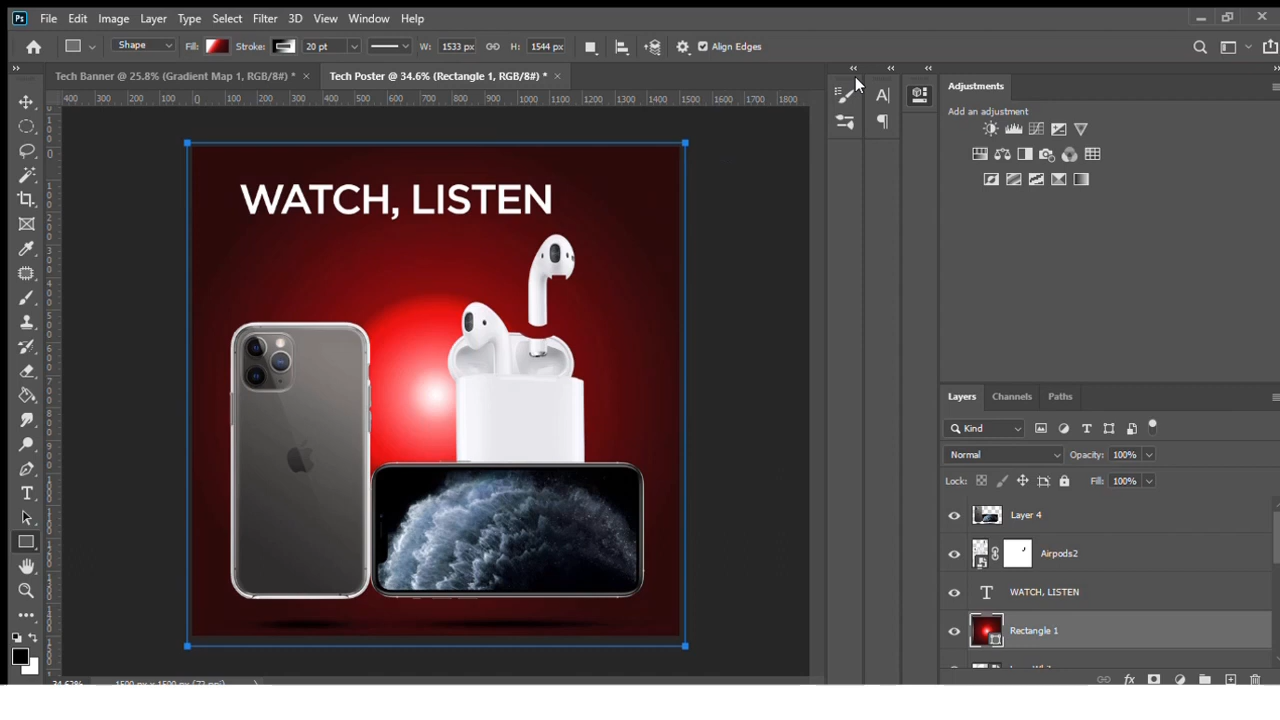 Ps File Edit Image Layer Type Select Filter 3D View Window Help
Shape Fill: Stroke: 20 pt W: 1533 px H: 1544 px Align Edges
Tech Banner @ 25.8% (Gradient Map 1, RGB/8#) * × Tech Poster @ 34.6% (Rectangle 1, RGB/8#) * ×
400 300 200 100 0 100 200 300 400 500 600 700 800 900 1000 1100 1200 1300 1400 1500 1600 1700 1800
Adjustments
Add an adjustment
WATCH, LISTEN
Layers Channels Paths
Kind
Normal Opacity: 100%
Lock: Fill: 100%
Layer 4
Airpods2
WATCH, LISTEN
Rectangle 1